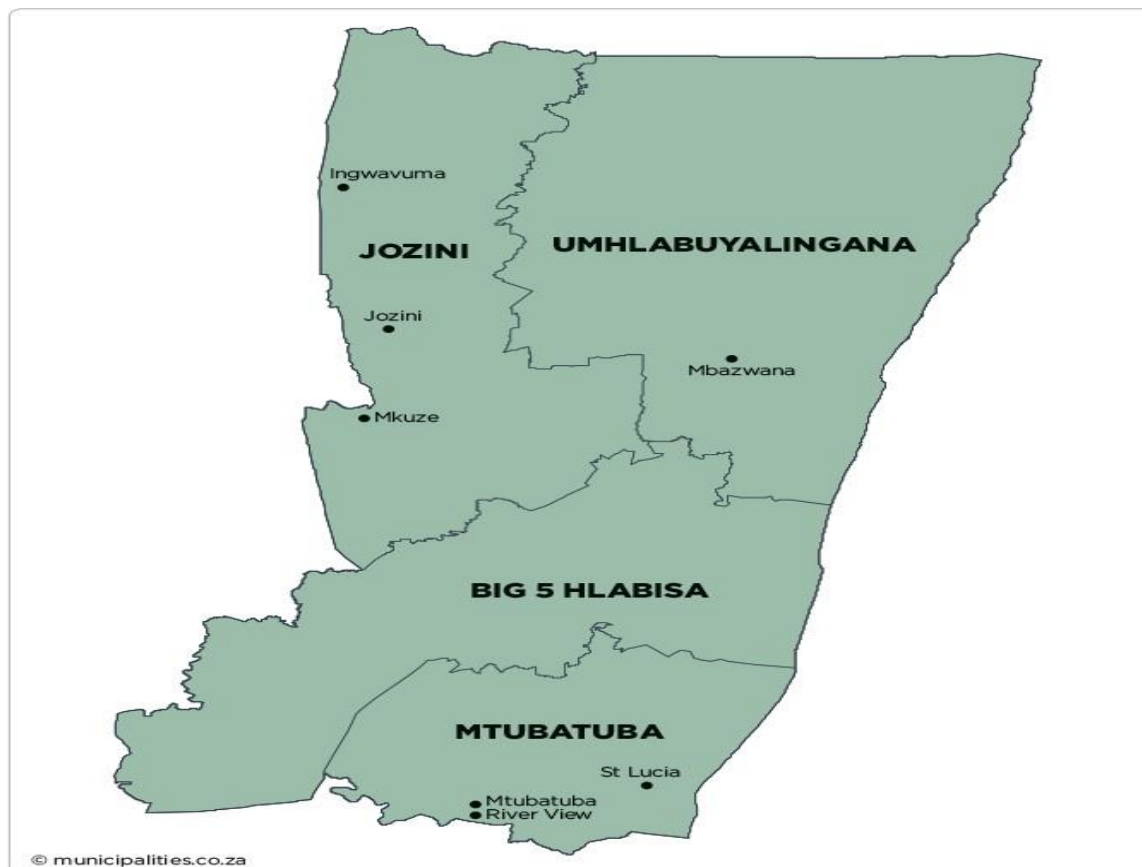 Ingwavuma
JOZINI
UMHLABUYALINGANA
Jozini
Mbazwana
Mkuze
BIG 5 HLABISA
MTUBATUBA
St Lucia
Mtubatuba
River View
© municipalities.co.za